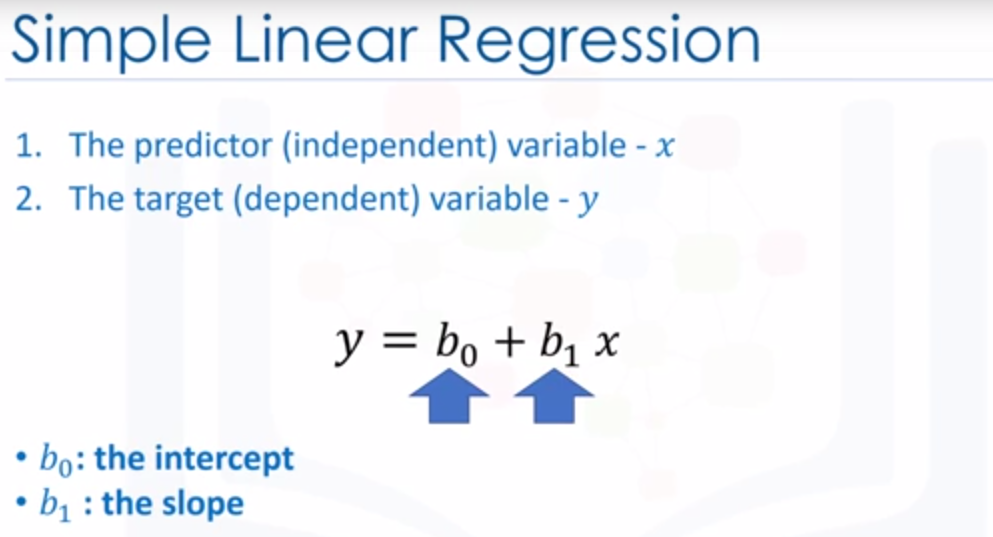 Simple Linear Regression
1. The predictor (independent) variable - x
2. The target (dependent) variable - y
y = b₀ + b₁ x
• b₀: the intercept
• b₁ : the slope